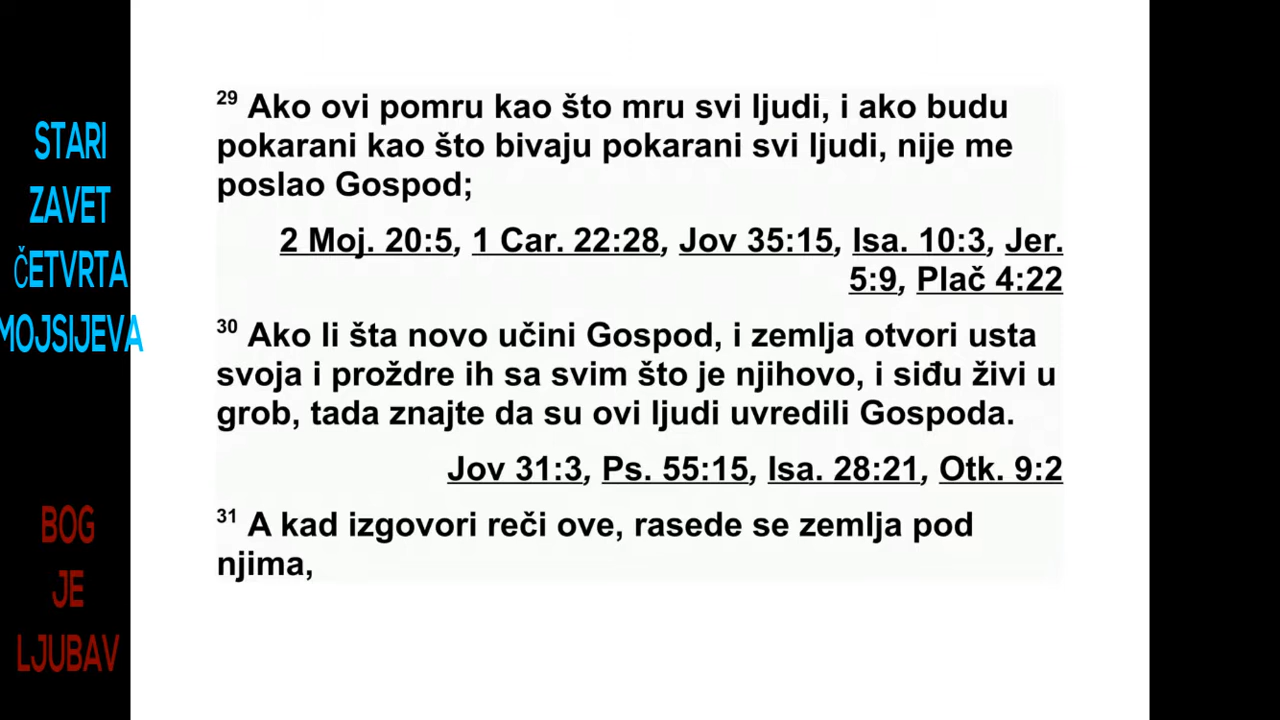 STARI
ZAVET
ČETVRTA
MOJSIJEVA
BOG
JE
LJUBAV
29 Ako ovi pomru kao što mru svi ljudi, i ako budu
pokarani kao što bivaju pokarani svi ljudi, nije me
poslao Gospod;
2 Moj. 20:5, 1 Car. 22:28, Jov 35:15, Isa. 10:3, Jer.
5:9, Plač 4:22
30 Ako li šta novo učini Gospod, i zemlja otvori usta
svoja i proždre ih sa svim što je njihovo, i siđu živi u
grob, tada znajte da su ovi ljudi uvredili Gospoda.
Jov 31:3, Ps. 55:15, Isa. 28:21, Otk. 9:2
31 A kad izgovori reči ove, rasede se zemlja pod
njima,